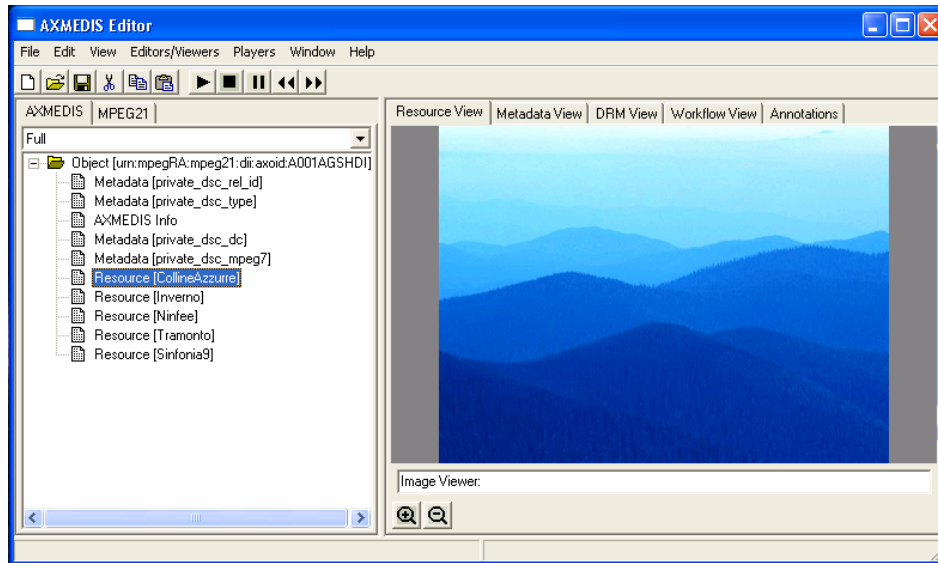 AXMEDIS Editor
File Edit View Editors/Viewers Players Window Help
AXMEDIS MPEG21
Full
Object [urn:mpegRA:mpeg21:dii:axoid:A001AGSHDI]
Metadata [private_dsc_rel_id]
Metadata [private_dsc_type]
AXMEDIS Info
Metadata [private_dsc_dc]
Metadata [private_dsc_mpeg7]
Resource [CollineAzzurre]
Resource [Inverno]
Resource [Ninfee]
Resource [Tramonto]
Resource [Sinfonia9]
Resource View Metadata View DRM View Workflow View Annotations
Image Viewer: